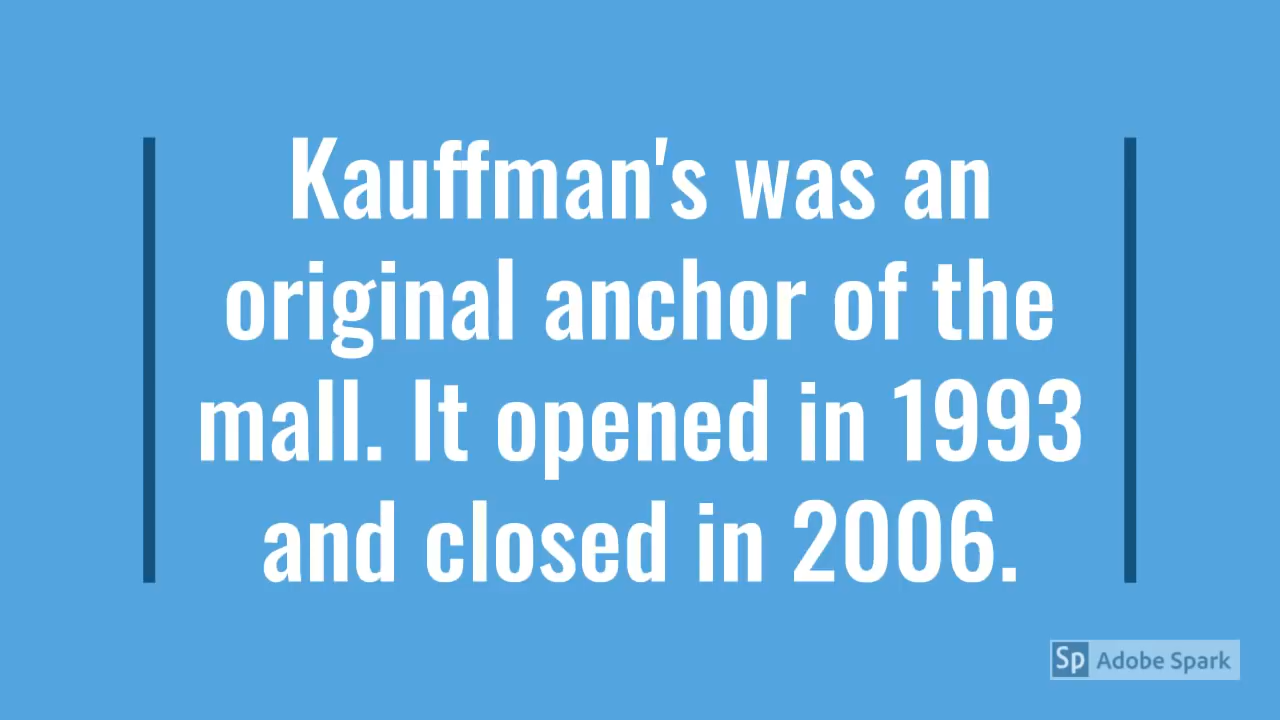 Kauffman's was an
original anchor of the
mall. It opened in 1993
and closed in 2006.
Sp Adobe Spark